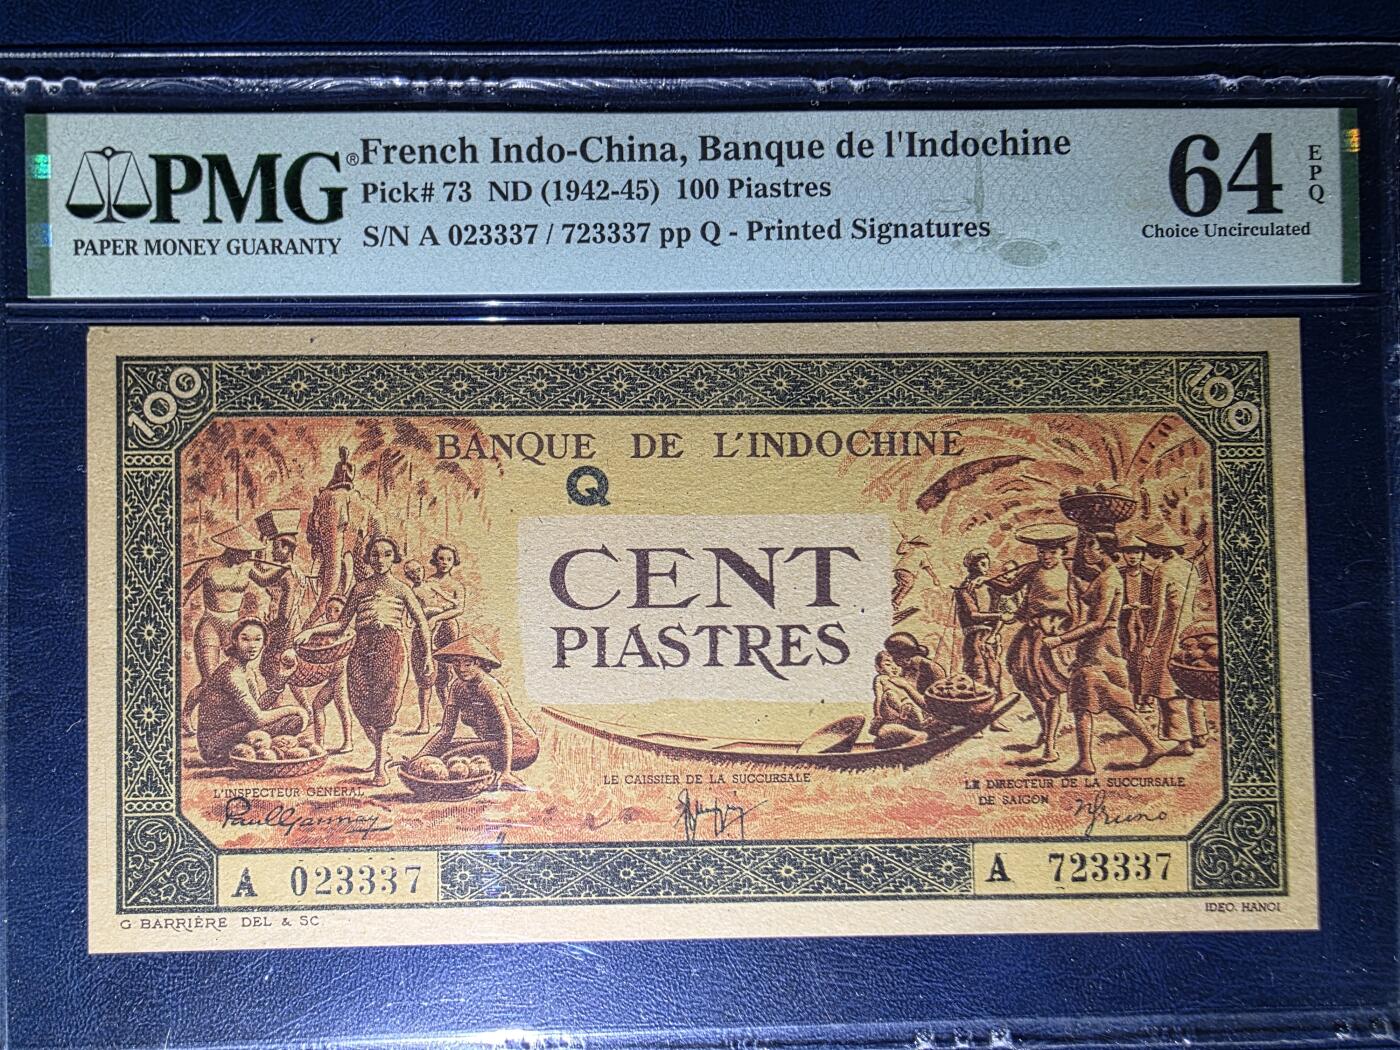 PMG®
PAPER MONEY GUARANTY
French Indo-China, Banque de l'Indochine
Pick# 73 ND (1942-45) 100 Piastres
S/N A 023337 / 723337 pp Q - Printed Signatures
64
EPQ
Choice Uncirculated
100
100
BANQUE DE L'INDOCHINE
Q
CENT
PIASTRES
L'INSPECTEUR GÉNÉRAL
LE CAISSIER DE LA SUCCURSALE
LE DIRECTEUR DE LA SUCCURSALE
DE SAIGON
A 023337
A 723337
G BARRIÈRE DEL & SC
IDEO. HANOI